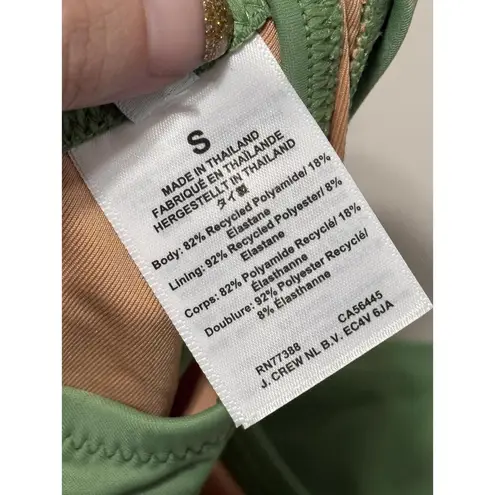 S
MADE IN THAILAND
FABRIQUÉ EN THAÏLANDE
HERGESTELLT IN THAILAND
タイ製
Body: 82% Recycled Polyamide/ 18%
Elastane
Lining: 92% Recycled Polyester/ 8%
Elastane
Corps: 82% Polyamide Recyclé/ 18%
Élasthanne
Doublure: 92% Polyester Recyclé/
8% Élasthanne
RN77388 CA56445
J. CREW NL B.V. EC4V 6JA